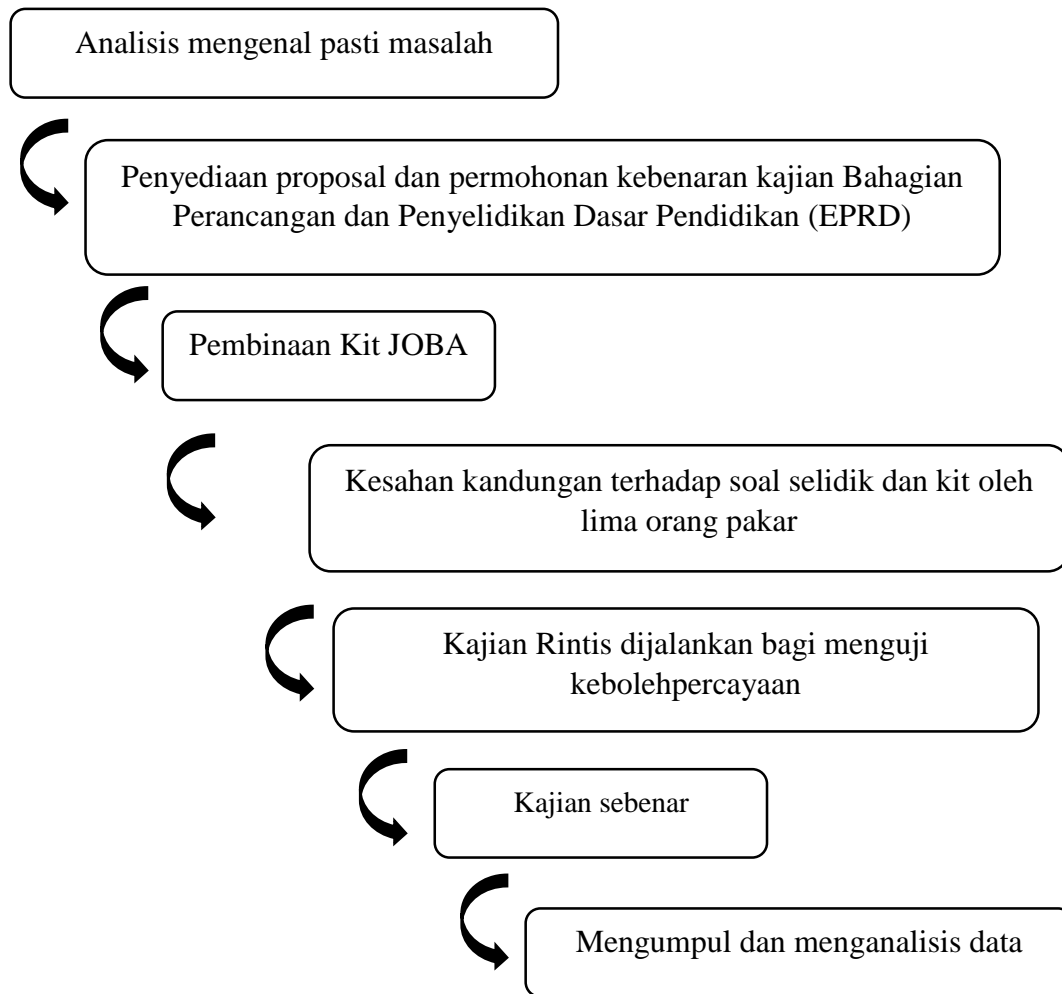 Analisis mengenal pasti masalah
Penyediaan proposal dan permohonan kebenaran kajian Bahagian
Perancangan dan Penyelidikan Dasar Pendidikan (EPRD)
Pembinaan Kit JOBA
Kesahan kandungan terhadap soal selidik dan kit oleh
lima orang pakar
Kajian Rintis dijalankan bagi menguji
kebolehpercayaan
Kajian sebenar
Mengumpul dan menganalisis data